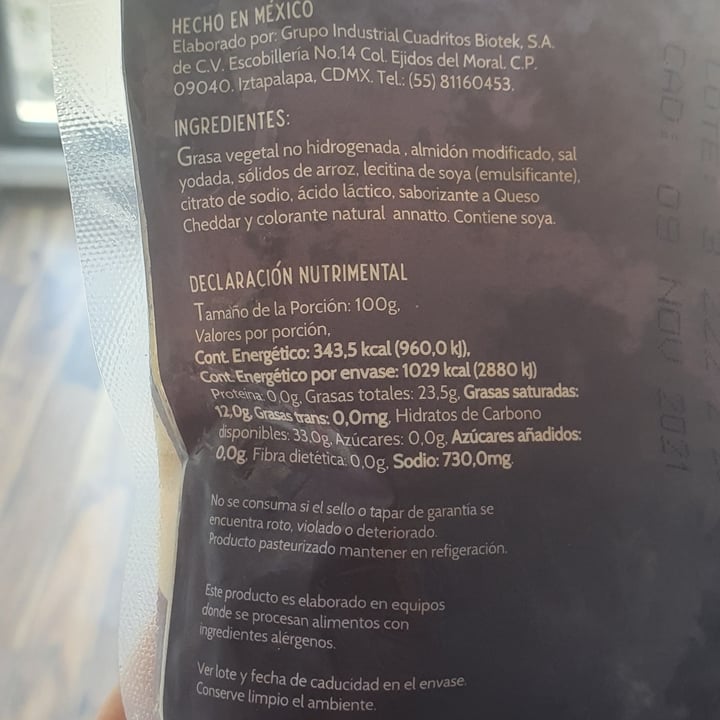 HECHO EN MÉXICO
Elaborado por: Grupo Industrial Cuadritos Biotek, S.A.
de C.V. Escobillería No.14 Col. Ejidos del Moral. C.P.
09040. Iztapalapa, CDMX. Tel.: (55) 81160453.
INGREDIENTES:
Grasa vegetal no hidrogenada , almidón modificado, sal
yodada, sólidos de arroz, lecitina de soya (emulsificante),
citrato de sodio, ácido láctico, saborizante a Queso
Cheddar y colorante natural annatto. Contiene soya.
DECLARACIÓN NUTRIMENTAL
Tamaño de la Porción: 100g,
Valores por porción,
Cont. Energético: 343,5 kcal (960,0 kJ),
Cont. Energético por envase: 1029 kcal (2880 kJ)
Proteína: 0,0g, Grasas totales: 23,5g, Grasas saturadas:
12,0g, Grasas trans: 0,0mg, Hidratos de Carbono
disponibles: 33,0g, Azúcares: 0,0g, Azúcares añadidos:
0,0g, Fibra dietética: 0,0g, Sodio: 730,0mg.
No se consuma si el sello o tapar de garantía se
encuentra roto, violado o deteriorado.
Producto pasteurizado mantener en refigeración.
Este producto es elaborado en equipos
donde se procesan alimentos con
ingredientes alérgenos.
Ver lote y fecha de caducidad en el envase.
Conserve limpio el ambiente.
LOTE:
CAD: 09 NOV 2021